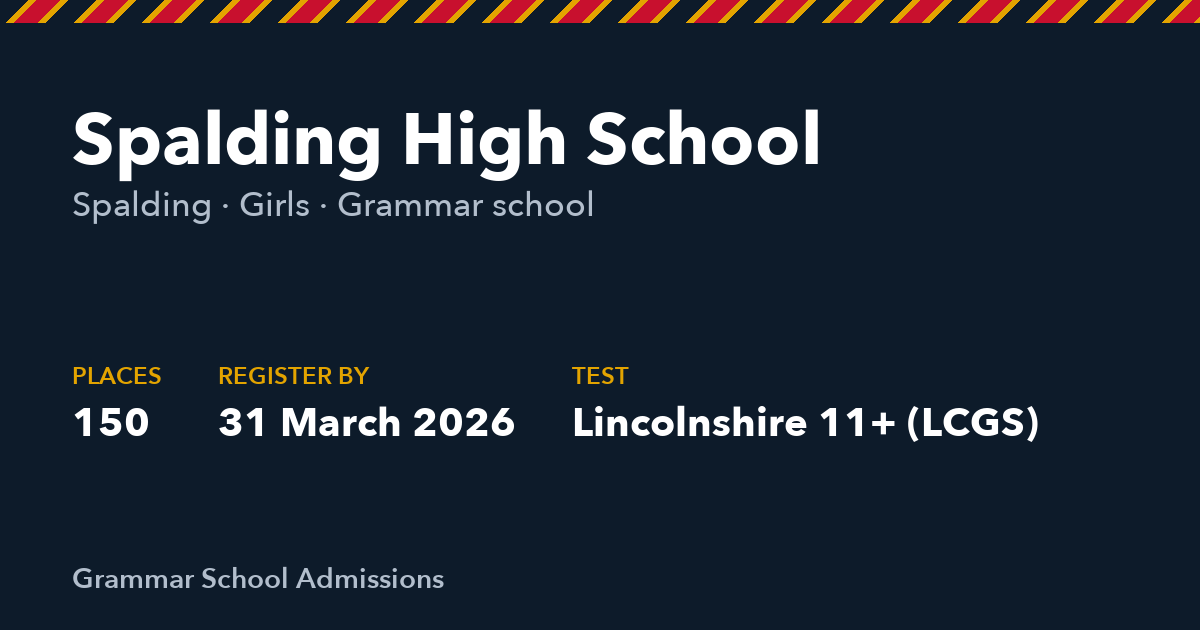 Spalding High School
Spalding · Girls · Grammar school
PLACES
150
REGISTER BY
31 March 2026
TEST
Lincolnshire 11+ (LCGS)
Grammar School Admissions